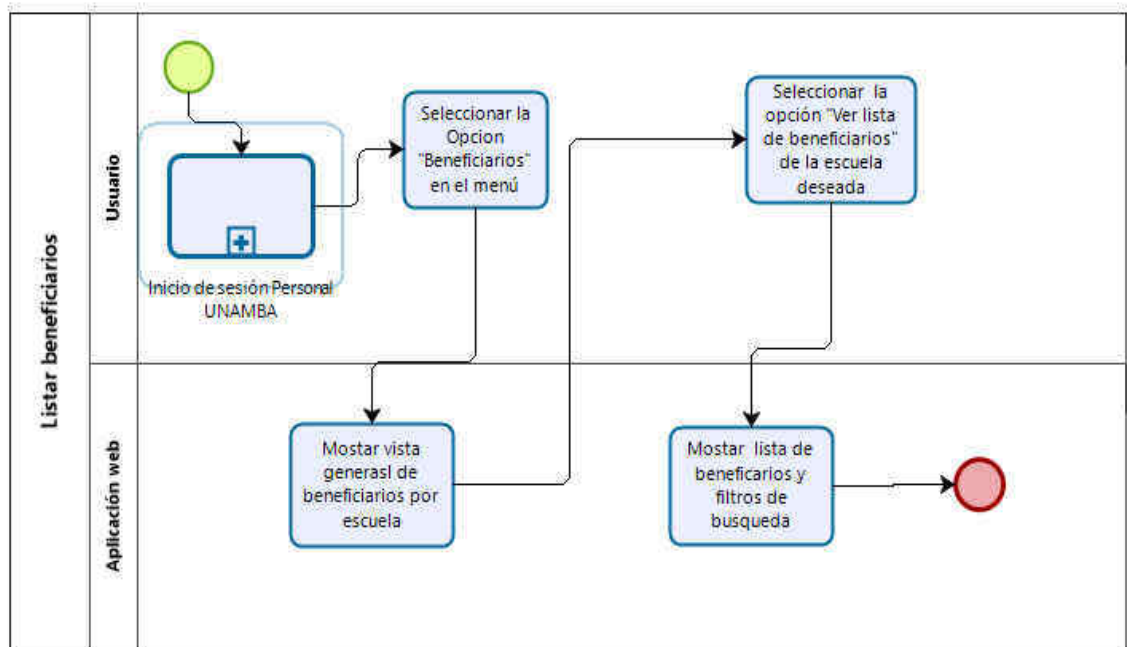 Listar beneficiarios
Usuario
Inicio de sesión Personal
UNAMBA
Seleccionar la
Opcion
"Beneficiarios"
en el menú
Seleccionar la
opción "Ver lista
de beneficiarios"
de la escuela
deseada
Aplicación web
Mostar vista
generasl de
beneficiarios por
escuela
Mostar lista de
beneficarios y
filtros de
busqueda